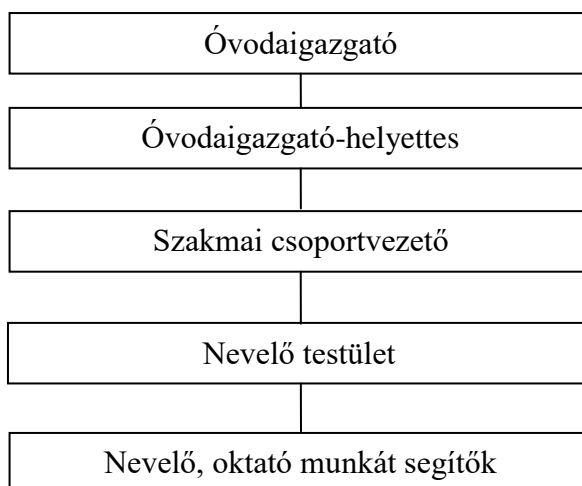 Óvodaigazgató
Óvodaigazgató-helyettes
Szakmai csoportvezető
Nevelő testület
Nevelő, oktató munkát segítők